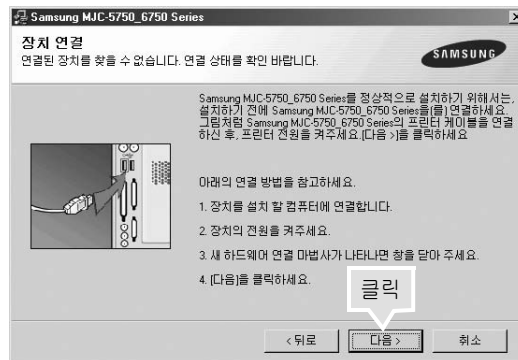 Samsung MJC-5750_6750 Series
장치 연결
연결된 장치를 찾을 수 없습니다. 연결 상태를 확인 바랍니다.
SAMSUNG
Samsung MJC-5750_6750 Series를 정상적으로 설치하기 위해서는,
설치하기 전에 Samsung MJC-5750_6750 Series을(를) 연결하세요.
그림처럼 Samsung MJC-5750_6750 Series의 프린터 케이블을 연결
하신 후, 프린터 전원을 켜주세요.[다음 >]을 클릭하세요
아래의 연결 방법을 참고하세요.
1. 장치를 설치 할 컴퓨터에 연결합니다.
2. 장치의 전원을 켜주세요.
3. 새 하드웨어 연결 마법사가 나타나면 창을 닫아 주세요.
4. [다음]을 클릭하세요.
클릭
< 뒤로
다음 >
취소